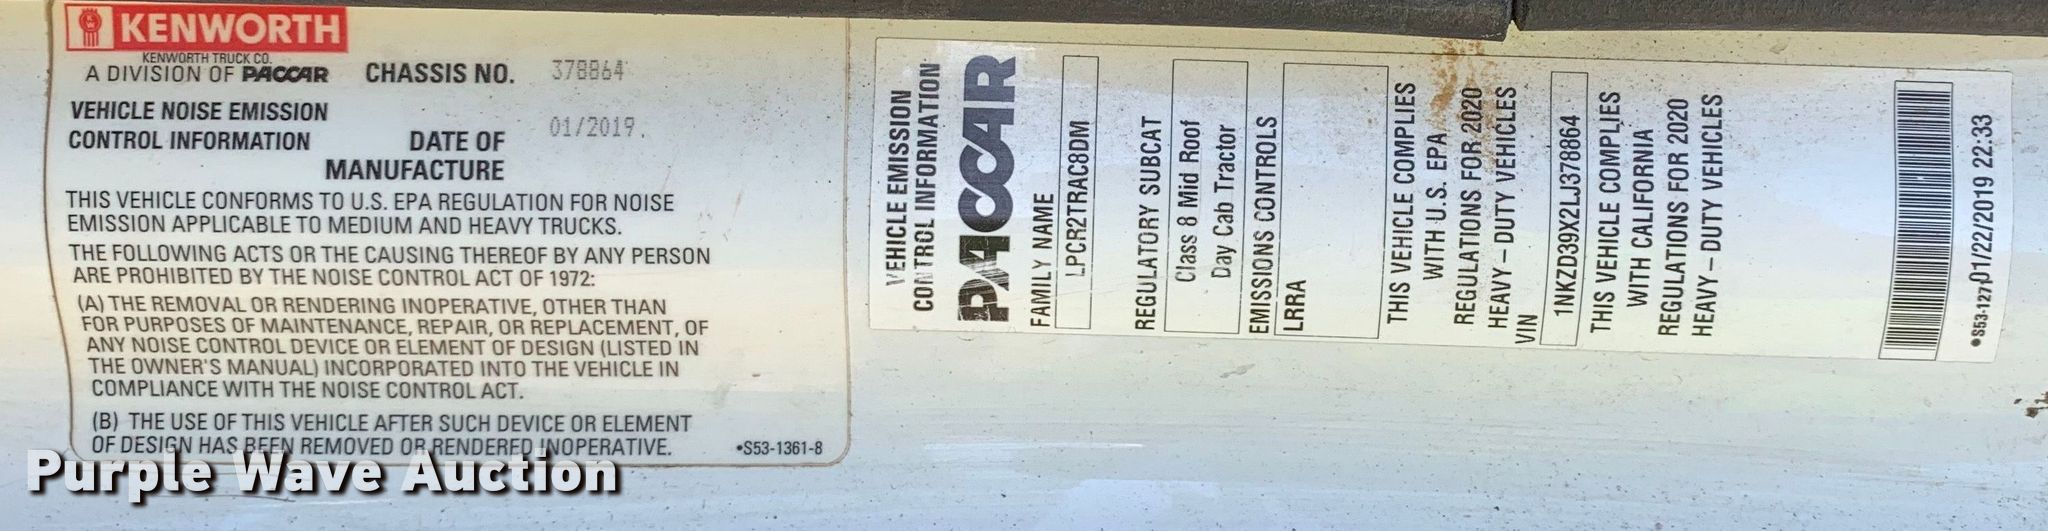 KENWORTH
KENWORTH TRUCK CO.
A DIVISION OF PACCAR
CHASSIS NO. 378864
VEHICLE NOISE EMISSION
CONTROL INFORMATION
DATE OF
MANUFACTURE
01/2019
THIS VEHICLE CONFORMS TO U.S. EPA REGULATION FOR NOISE
EMISSION APPLICABLE TO MEDIUM AND HEAVY TRUCKS.
THE FOLLOWING ACTS OR THE CAUSING THEREOF BY ANY PERSON
ARE PROHIBITED BY THE NOISE CONTROL ACT OF 1972:
(A) THE REMOVAL OR RENDERING INOPERATIVE, OTHER THAN
FOR PURPOSES OF MAINTENANCE, REPAIR, OR REPLACEMENT, OF
ANY NOISE CONTROL DEVICE OR ELEMENT OF DESIGN (LISTED IN
THE OWNER'S MANUAL) INCORPORATED INTO THE VEHICLE IN
COMPLIANCE WITH THE NOISE CONTROL ACT.
(B) THE USE OF THIS VEHICLE AFTER SUCH DEVICE OR ELEMENT
OF DESIGN HAS BEEN REMOVED OR RENDERED INOPERATIVE.
•S53-1361-8
VEHICLE EMISSION
CONTROL INFORMATION
PACCAR
FAMILY NAME
LPCR2TRAC8DM
REGULATORY SUBCAT
Class 8 Mid Roof
Day Cab Tractor
EMISSIONS CONTROLS
LRRA
THIS VEHICLE COMPLIES
WITH U.S. EPA
REGULATIONS FOR 2020
HEAVY-DUTY VEHICLES
VIN
1NKZD39X2LJ378864
THIS VEHICLE COMPLIES
WITH CALIFORNIA
REGULATIONS FOR 2020
HEAVY-DUTY VEHICLES
•S53-1271 01/22/2019 22:33
Purple Wave Auction